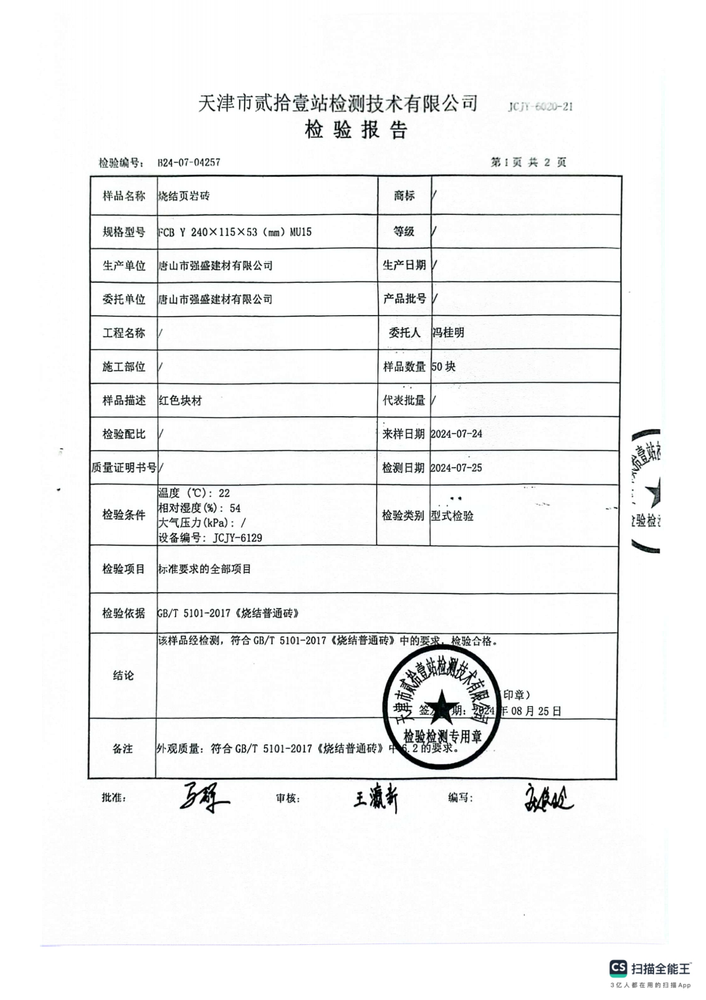 天津市贰拾壹站检测技术有限公司 JCJY-6020-21
检验报告
检验编号： B24-07-04257 第1页 共 2 页
样品名称 烧结页岩砖 商标 /
规格型号 FCB Y 240×115×53（mm）MU15 等级 /
生产单位 唐山市强盛建材有限公司 生产日期 /
委托单位 唐山市强盛建材有限公司 产品批号 /
工程名称 / 委托人 冯桂明
施工部位 / 样品数量 50 块
样品描述 红色块材 代表批量 /
检验配比 / 来样日期 2024-07-24
质量证明书号 / 检测日期 2024-07-25
检验条件 温度（℃）：22
相对湿度(%)：54
大气压力(kPa)：/
设备编号：JCJY-6129
检验类别 型式检验
检验项目 标准要求的全部项目
检验依据 GB/T 5101-2017《烧结普通砖》
结论 该样品经检测，符合 GB/T 5101-2017《烧结普通砖》中的要求，检验合格。
（印章）
签发日期：2024 年 08 月 25 日
天津市贰拾壹站检测技术有限公司
检验检测专用章
备注 外观质量：符合 GB/T 5101-2017《烧结普通砖》中 6.2 的要求。
批准： 审核： 王瀛新 编写：
壹站检
验检
CS 扫描全能王
3亿人都在用的扫描App